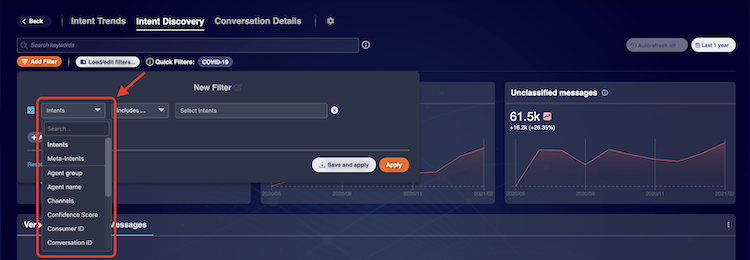 Back
Intent Trends
Intent Discovery
Conversation Details
Search keywords
Autorefresh off
Last 1 year
Add Filter
Load/edit filters...
Quick Filters:
COVID-19
New Filter
Intents
includes ...
Select intents
Search...
Intents
Meta-Intents
Agent group
Agent name
Channels
Confidence Score
Consumer ID
Conversation ID
Save and apply
Apply
Unclassified messages
61.5k
+16.2k (+26.35%)
2020/05
2020/08
2020/11
2021/02
2020/05
2020/08
2020/11
2021/02
Messages